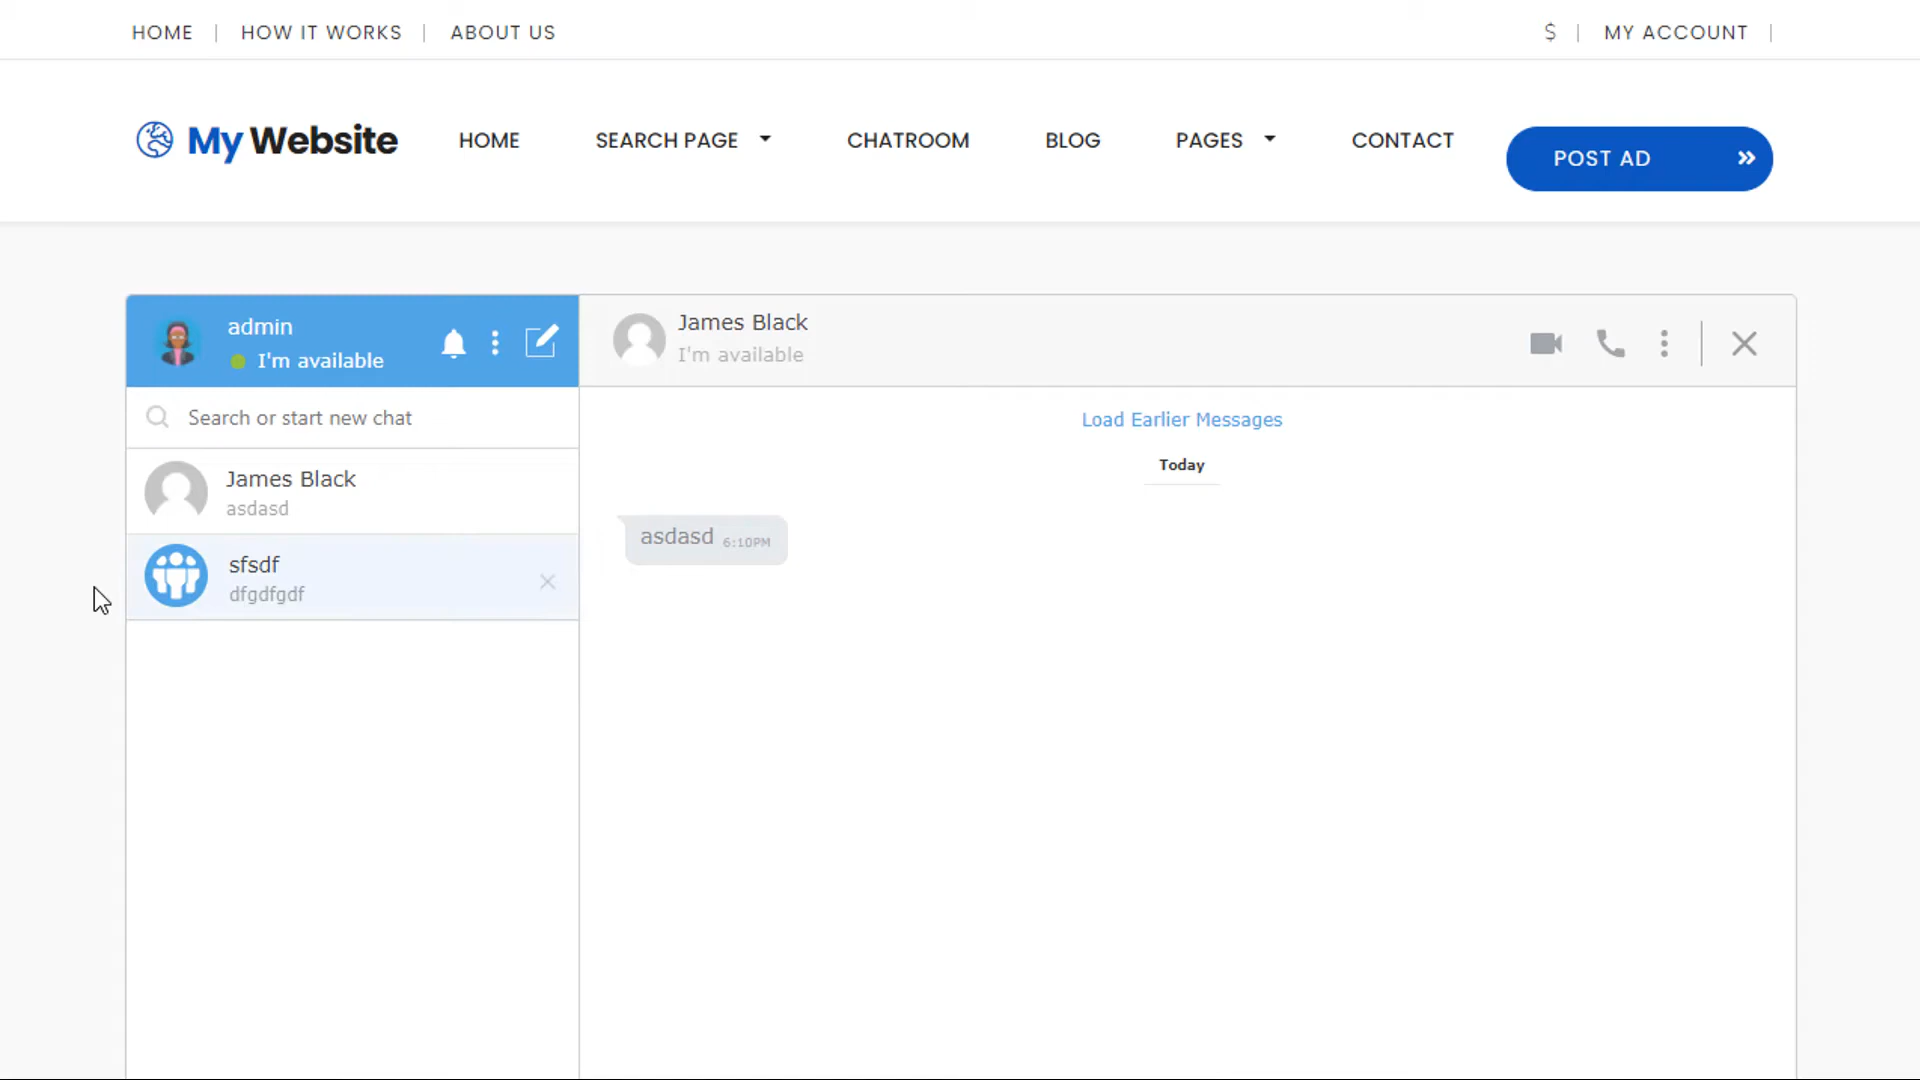 HOME | HOW IT WORKS | ABOUT US
$ | MY ACCOUNT |
My Website
HOME
SEARCH PAGE
CHATROOM
BLOG
PAGES
CONTACT
POST AD
admin
I'm available
James Black
I'm available
Search or start new chat
Load Earlier Messages
Today
James Black
asdasd
asdasd 6:10PM
sfsdf
dfgdfgdf